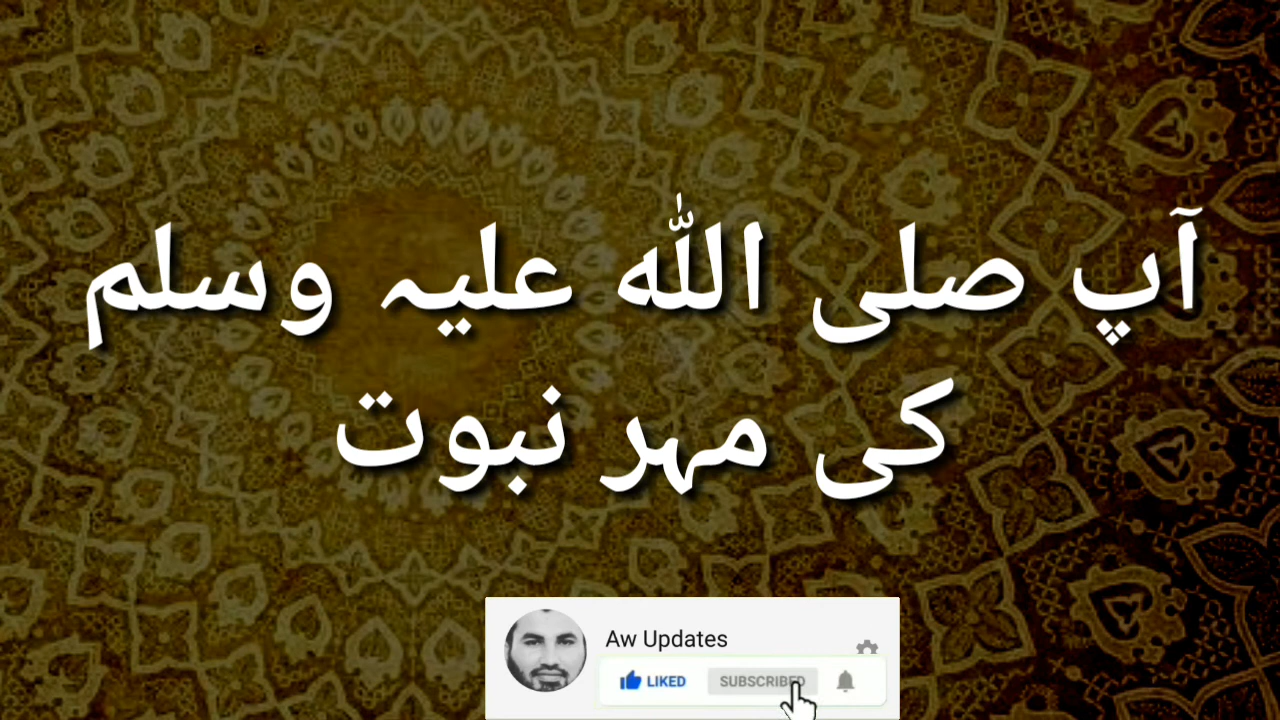 آپ صلی اللہ علیہ وسلم
کی مہر نبوت
Aw Updates
LIKED SUBSCRIBED